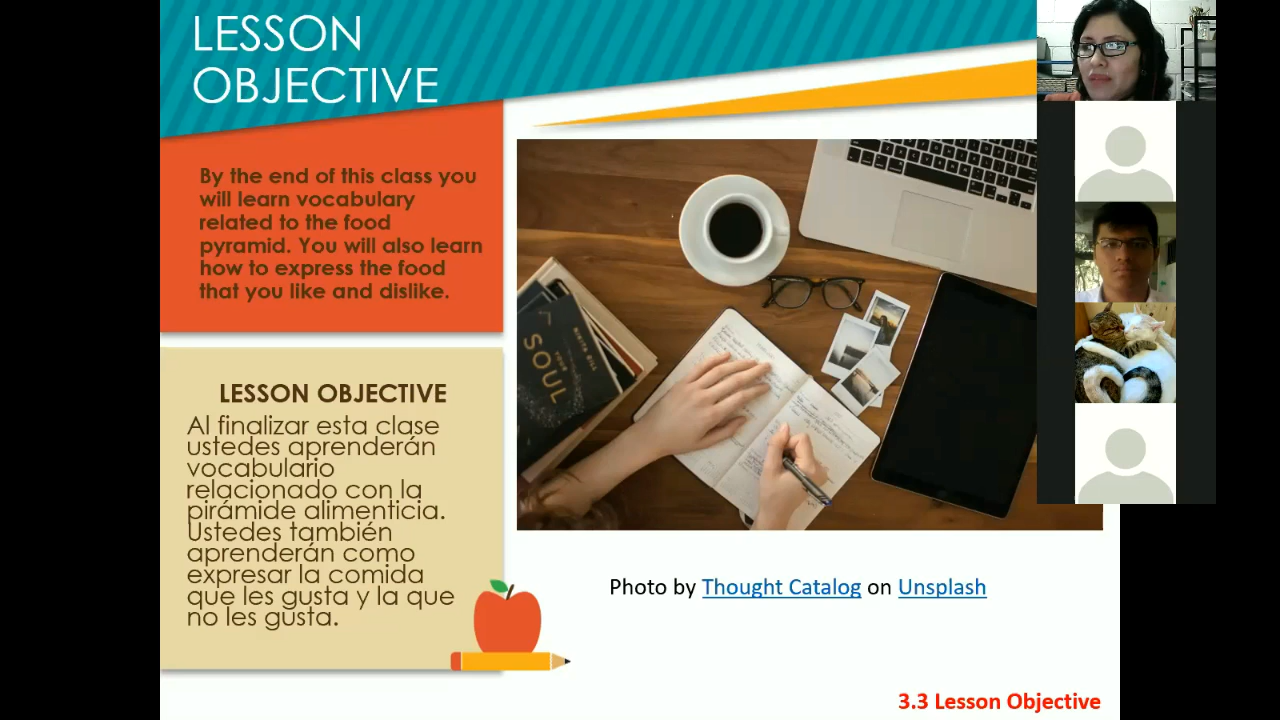 LESSON
OBJECTIVE
By the end of this class you
will learn vocabulary
related to the food
pyramid. You will also learn
how to express the food
that you like and dislike.
LESSON OBJECTIVE
Al finalizar esta clase
ustedes aprenderán
vocabulario
relacionado con la
pirámide alimenticia.
Ustedes también
aprenderán como
expresar la comida
que les gusta y la que
no les gusta.
YOUR
SOUL
Photo by Thought Catalog on Unsplash
3.3 Lesson Objective